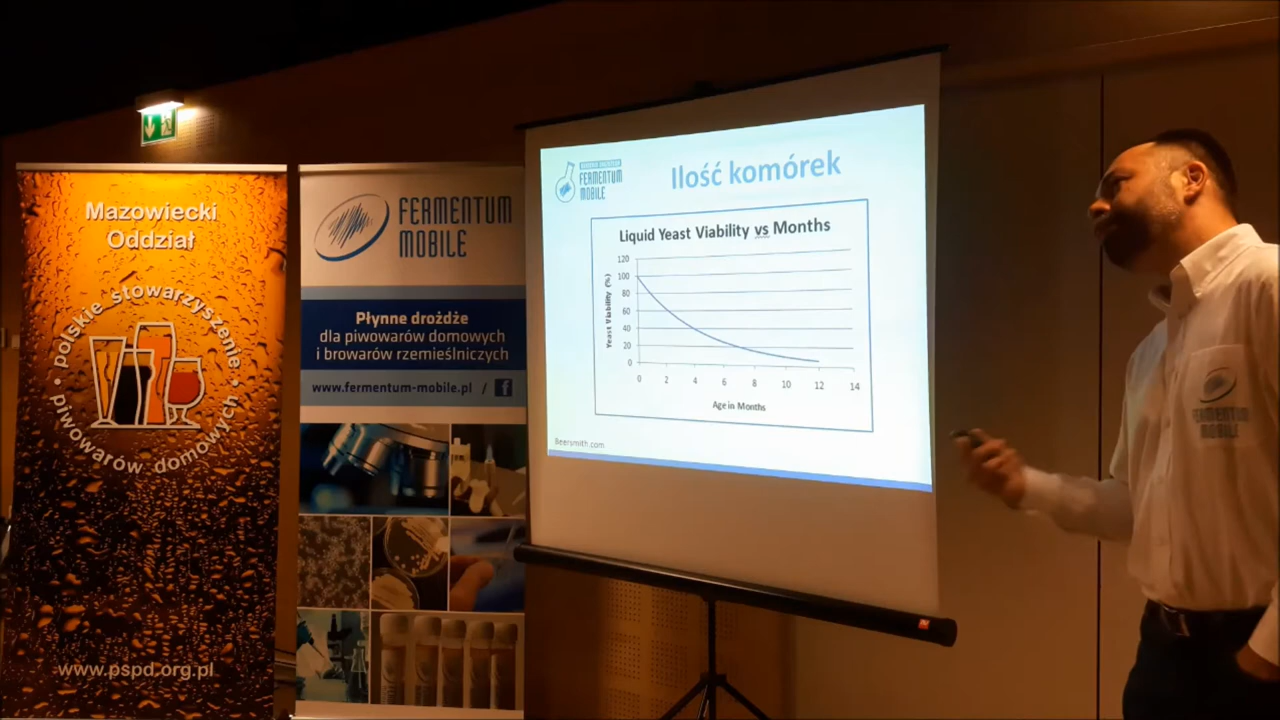 Mazowiecki
Oddział
polskie stowarzyszenie
piwowarów domowych
www.pspd.org.pl
FERMENTUM
MOBILE
Płynne drożdże
dla piwowarów domowych
i browarów rzemieślniczych
www.fermentum-mobile.pl / f
FERMENTUM
MOBILE
Ilość komórek
Liquid Yeast Viability vs Months
Yeast Viability (%)
120
100
80
60
40
20
0
0 2 4 6 8 10 12 14
Age in Months
Beersmith.com
FERMENTUM
MOBILE